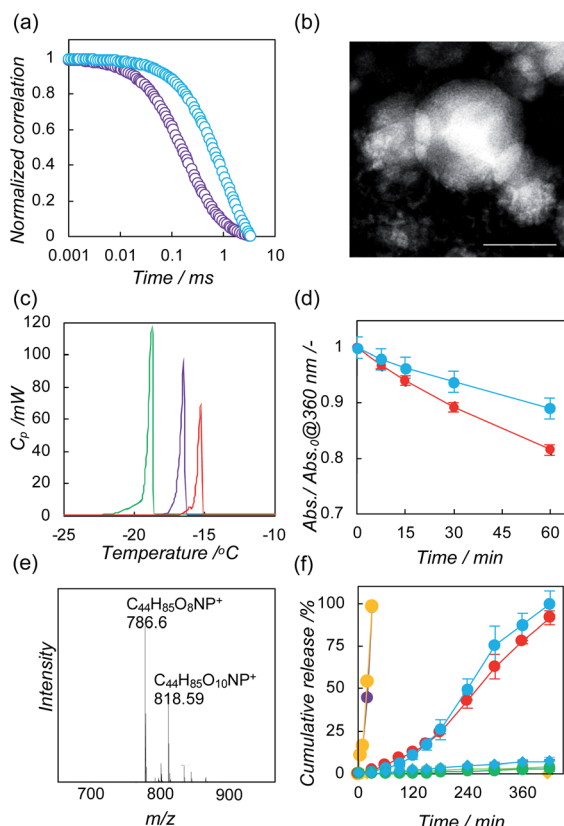 (a)
Normalized correlation
1
0.8
0.6
0.4
0.2
0
0.001 0.01 0.1 1 10
Time / ms
(b)
(c)
Cp /mW
120
100
80
60
40
20
0
-25 -20 -15 -10
Temperature /°C
(d)
Abs./ Abs.0@360 nm /-
1
0.9
0.8
0.7
0 15 30 45 60
Time / min
(e)
Intensity
C44H85O8NP+
786.6
C44H85O10NP+
818.59
700 800 900
m/z
(f)
Cumulative release /%
100
75
50
25
0
0 120 240 360
Time / min